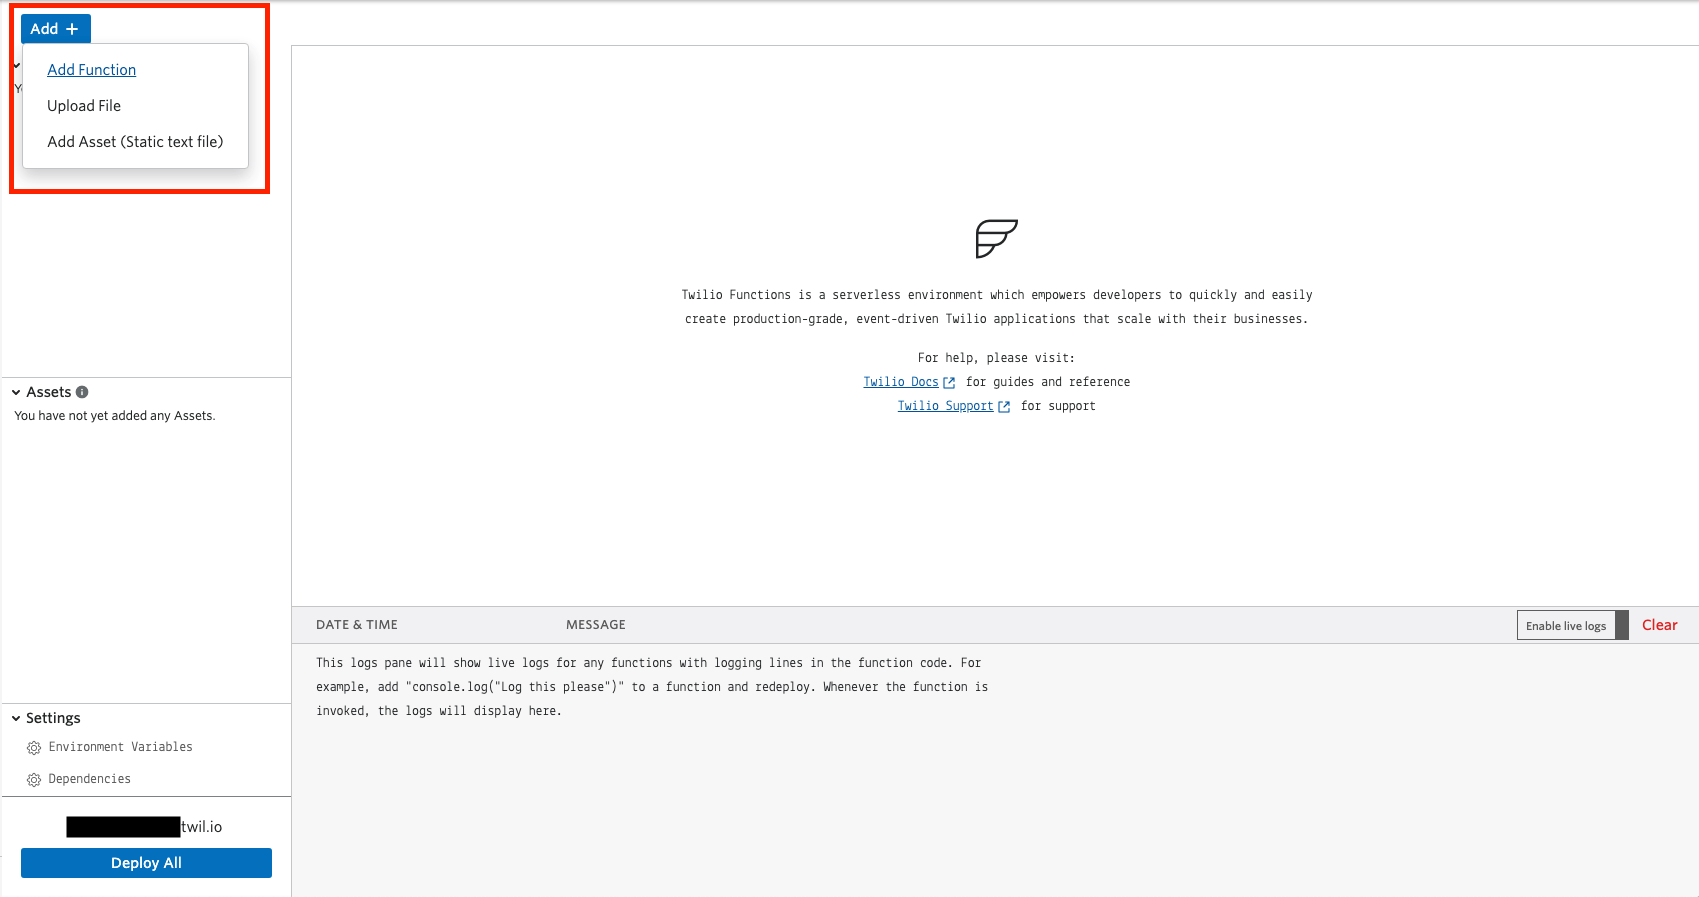 Add +
Add Function
Upload File
Add Asset (Static text file)
Twilio Functions is a serverless environment which empowers developers to quickly and easily
create production-grade, event-driven Twilio applications that scale with their businesses.
For help, please visit:
Twilio Docs for guides and reference
Twilio Support for support
Assets
You have not yet added any Assets.
DATE & TIME MESSAGE Enable live logs Clear
This logs pane will show live logs for any functions with logging lines in the function code. For
example, add "console.log("Log this please")" to a function and redeploy. Whenever the function is
invoked, the logs will display here.
Settings
Environment Variables
Dependencies
twil.io
Deploy All